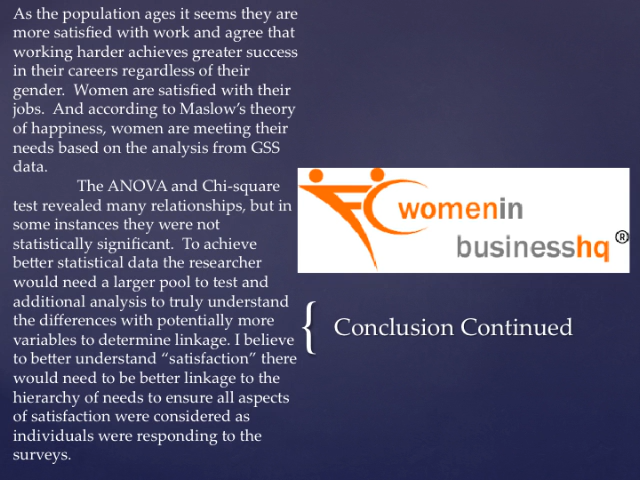 As the population ages it seems they are
more satisfied with work and agree that
working harder achieves greater success
in their careers regardless of their
gender.  Women are satisfied with their
jobs.  And according to Maslow's theory
of happiness, women are meeting their
needs based on the analysis from GSS
data.
The ANOVA and Chi-square
test revealed many relationships, but in
some instances they were not
statistically significant.  To achieve
better statistical data the researcher
would need a larger pool to test and
additional analysis to truly understand
the differences with potentially more
variables to determine linkage. I believe
to better understand “satisfaction” there
would need to be better linkage to the
hierarchy of needs to ensure all aspects
of satisfaction were considered as
individuals were responding to the
surveys.
womenin
businesshq®
{ Conclusion Continued